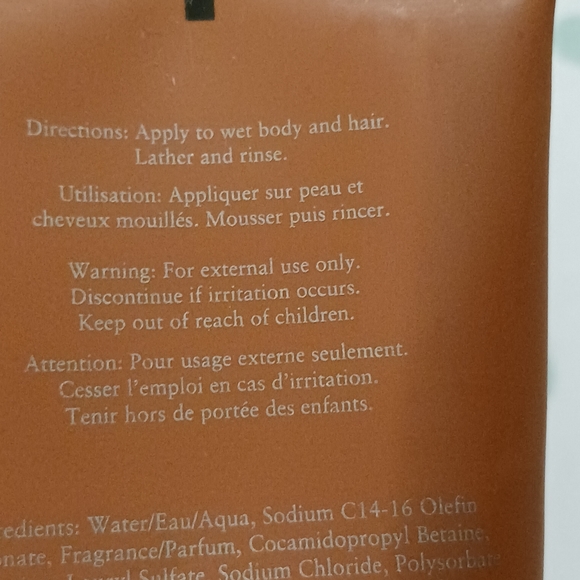 Directions: Apply to wet body and hair.
Lather and rinse.
Utilisation: Appliquer sur peau et
cheveux mouillés. Mousser puis rincer.
Warning: For external use only.
Discontinue if irritation occurs.
Keep out of reach of children.
Attention: Pour usage externe seulement.
Cesser l'emploi en cas d'irritation.
Tenir hors de portée des enfants.
Water/Eau/Aqua, Sodium C14-16 Olefin
Fragrance/Parfum, Cocamidopropyl Betaine,
Sulfate, Sodium Chloride,